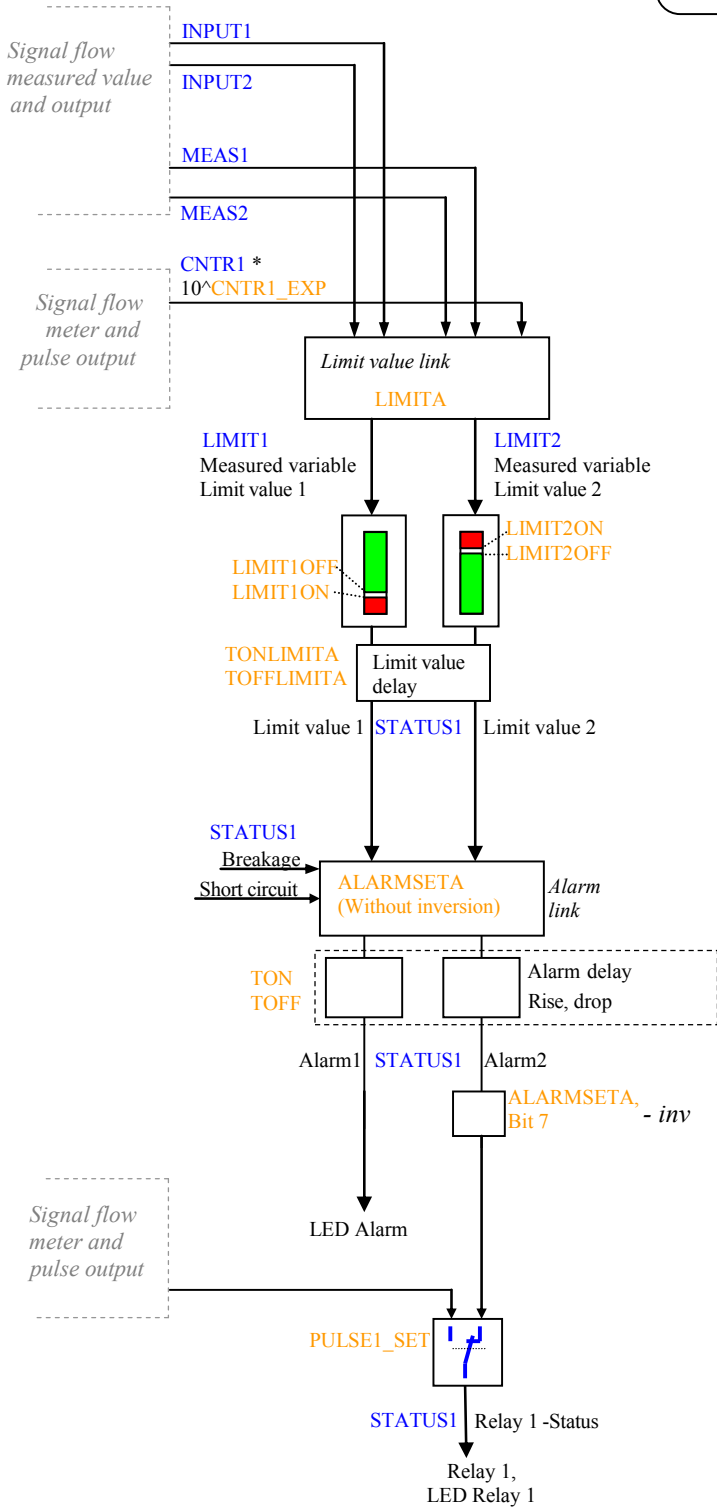 INPUT1
Signal flow
measured value
and output
INPUT2
MEAS1
MEAS2
CNTR1 *
10^CNTR1_EXP
Signal flow
meter and
pulse output
Limit value link
LIMITA
LIMIT1
Measured variable
Limit value 1
LIMIT2
Measured variable
Limit value 2
LIMIT2ON
LIMIT2OFF
LIMIT1OFF
LIMIT1ON
TONLIMITA
TOFFLIMITA
Limit value
delay
Limit value 1 STATUS1 Limit value 2
STATUS1
Breakage
Short circuit
ALARMSETA
(Without inversion)
Alarm
link
TON
TOFF
Alarm delay
Rise, drop
Alarm1 STATUS1 Alarm2
ALARMSETA,
Bit 7
- inv
Signal flow
meter and
pulse output
LED Alarm
PULSE1_SET
STATUS1 Relay 1 -Status
Relay 1,
LED Relay 1